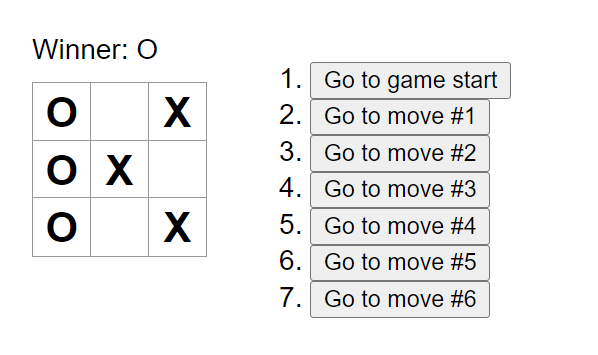 Winner: O
O X
O X
O X
1. Go to game start
2. Go to move #1
3. Go to move #2
4. Go to move #3
5. Go to move #4
6. Go to move #5
7. Go to move #6